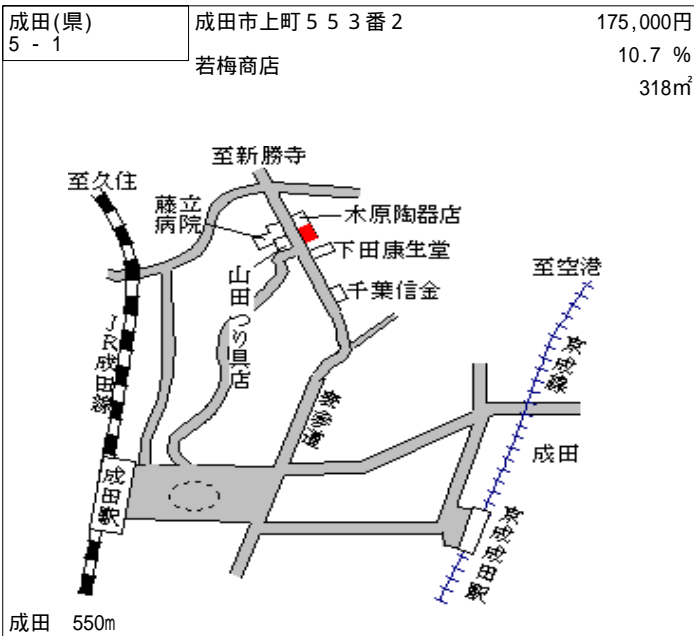 成田(県)
5 - 1
成田市上町５５３番２
若梅商店
175,000円
10.7 %
318㎡
至新勝寺
至久住
藤立
病院
木原陶器店
下田康生堂
山田つり具店
千葉信金
至空港
JR成田線
京成線
表参道
成田
成田駅
京成成田駅
成田 550m